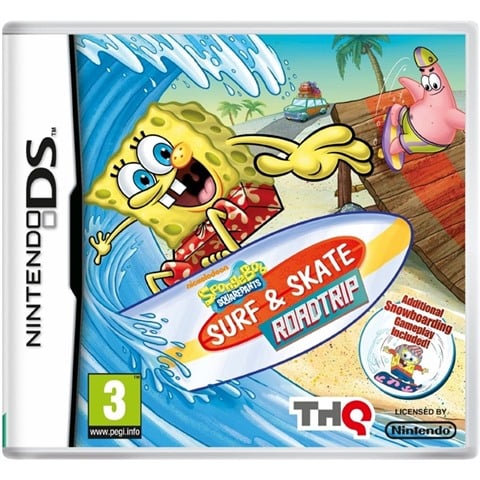 NINTENDO DS™
nickelodeon
SpongeBob
SQUAREPANTS
SURF & SKATE
ROADTRIP
Additional
Snowboarding
Gameplay
Included!
3
www.pegi.info
THQ
LICENSED BY
Nintendo